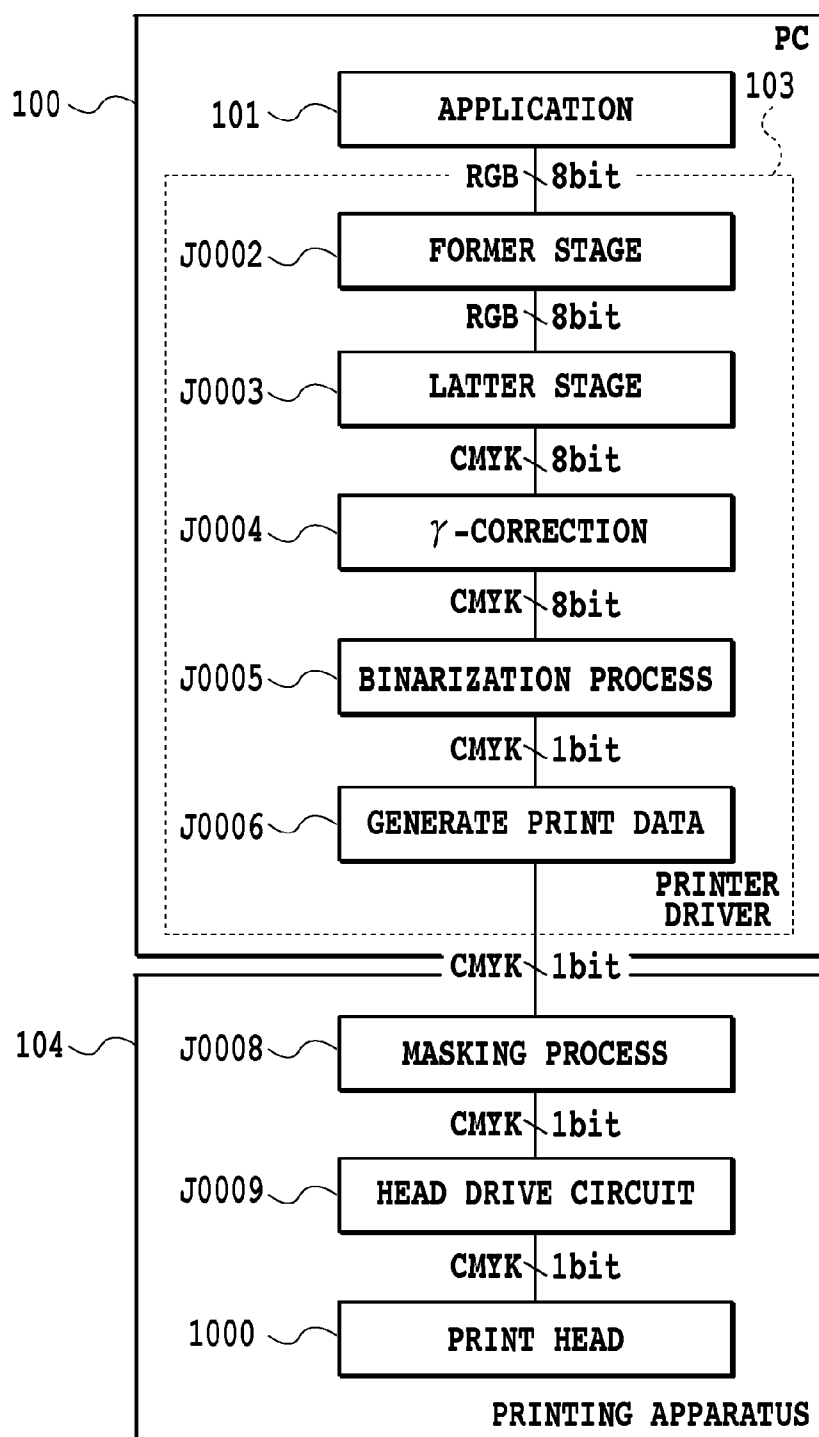 PC
100
103
101
APPLICATION
RGB 8bit
J0002
FORMER STAGE
RGB 8bit
J0003
LATTER STAGE
CMYK 8bit
J0004
γ-CORRECTION
CMYK 8bit
J0005
BINARIZATION PROCESS
CMYK 1bit
J0006
GENERATE PRINT DATA
PRINTER
DRIVER
CMYK 1bit
104
J0008
MASKING PROCESS
CMYK 1bit
J0009
HEAD DRIVE CIRCUIT
CMYK 1bit
1000
PRINT HEAD
PRINTING APPARATUS